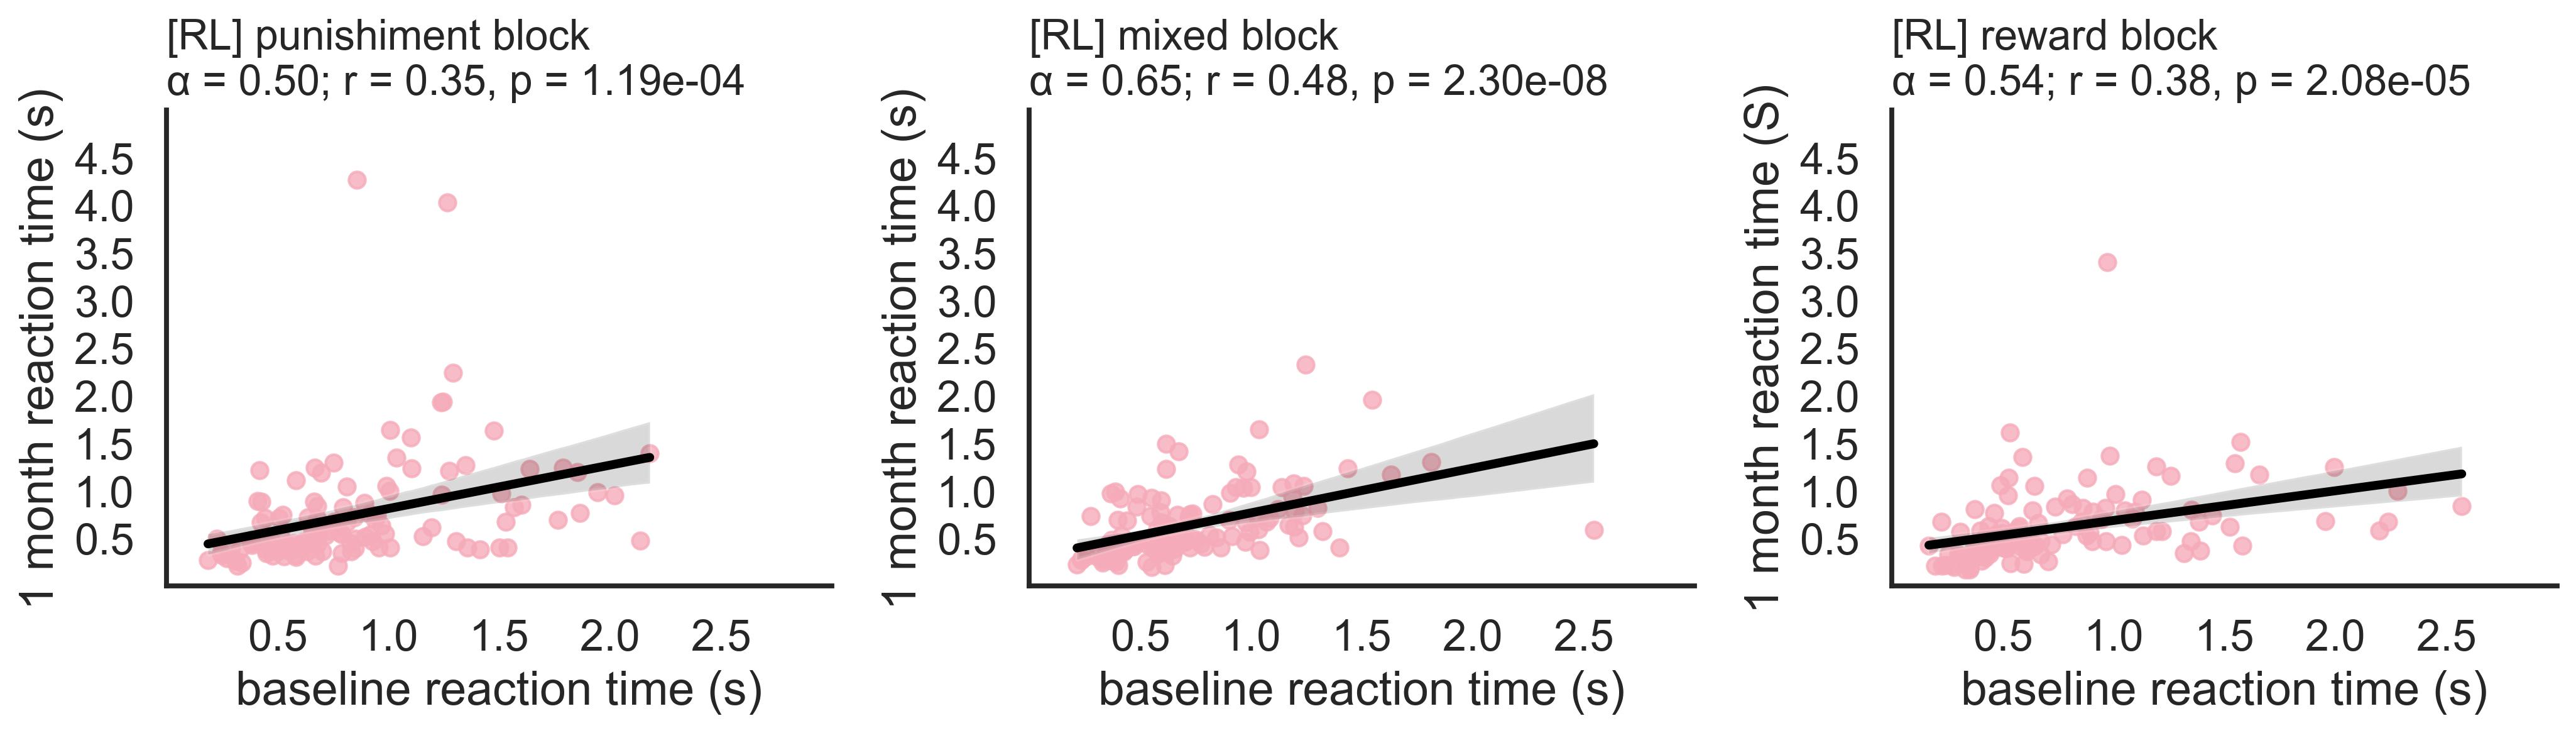 [RL] punishiment block
α = 0.50; r = 0.35, p = 1.19e-04
1 month reaction time (s)
4.5
4.0
3.5
3.0
2.5
2.0
1.5
1.0
0.5
0.5 1.0 1.5 2.0 2.5
baseline reaction time (s)
[RL] mixed block
α = 0.65; r = 0.48, p = 2.30e-08
1 month reaction time (s)
4.5
4.0
3.5
3.0
2.5
2.0
1.5
1.0
0.5
0.5 1.0 1.5 2.0 2.5
baseline reaction time (s)
[RL] reward block
α = 0.54; r = 0.38, p = 2.08e-05
1 month reaction time (S)
4.5
4.0
3.5
3.0
2.5
2.0
1.5
1.0
0.5
0.5 1.0 1.5 2.0 2.5
baseline reaction time (s)